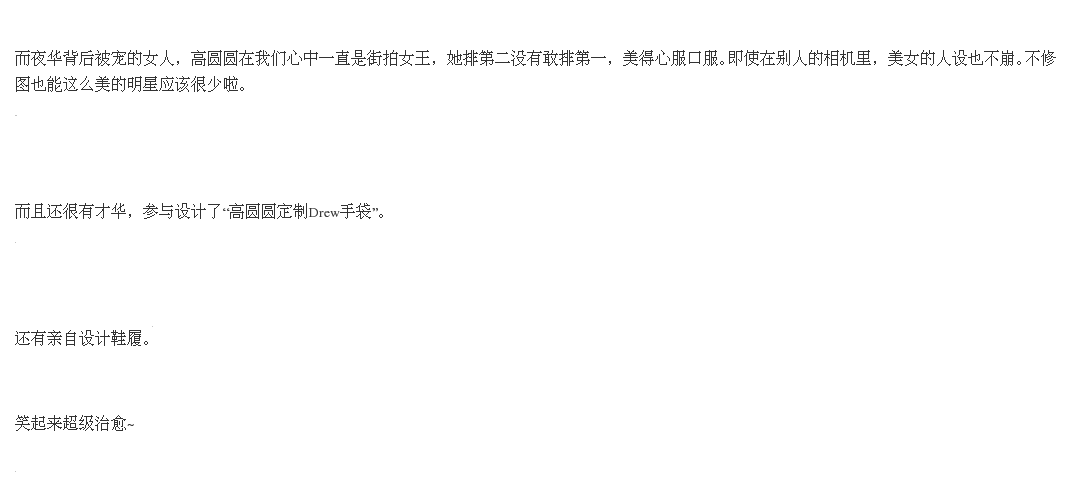 而夜华背后被宠的女人，高圆圆在我们心中一直是街拍女王，她排第二没有敢排第一，美得心服口服。即使在别人的相机里，美女的人设也不崩。不修
图也能这么美的明星应该很少啦。
而且还很有才华，参与设计了“高圆圆定制Drew手袋”。
还有亲自设计鞋履。
笑起来超级治愈~